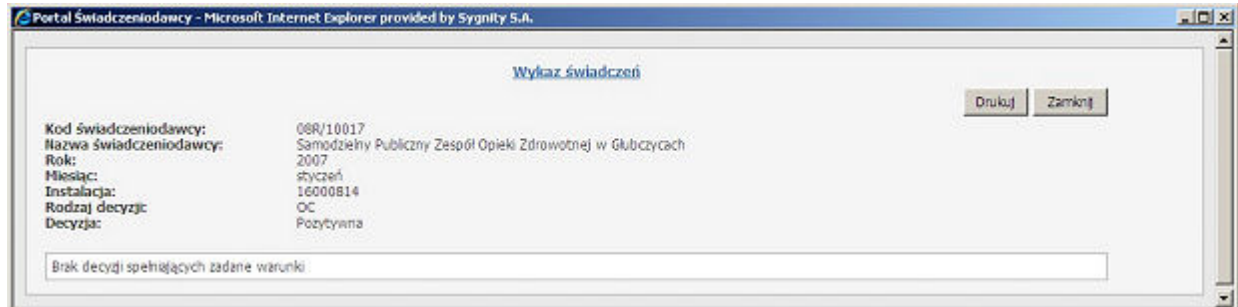 Portal Świadczeniodawcy - Microsoft Internet Explorer provided by Sygnity S.A.
Wykaz świadczeń
Drukuj Zamknij
Kod świadczeniodawcy: 08R/10017
Nazwa świadczeniodawcy: Samodzielny Publiczny Zespół Opieki Zdrowotnej w Głubczycach
Rok: 2007
Miesiąc: styczeń
Instalacja: 16000814
Rodzaj decyzji: OC
Decyzja: Pozytywna
Brak decyzji spełniających zadane warunki